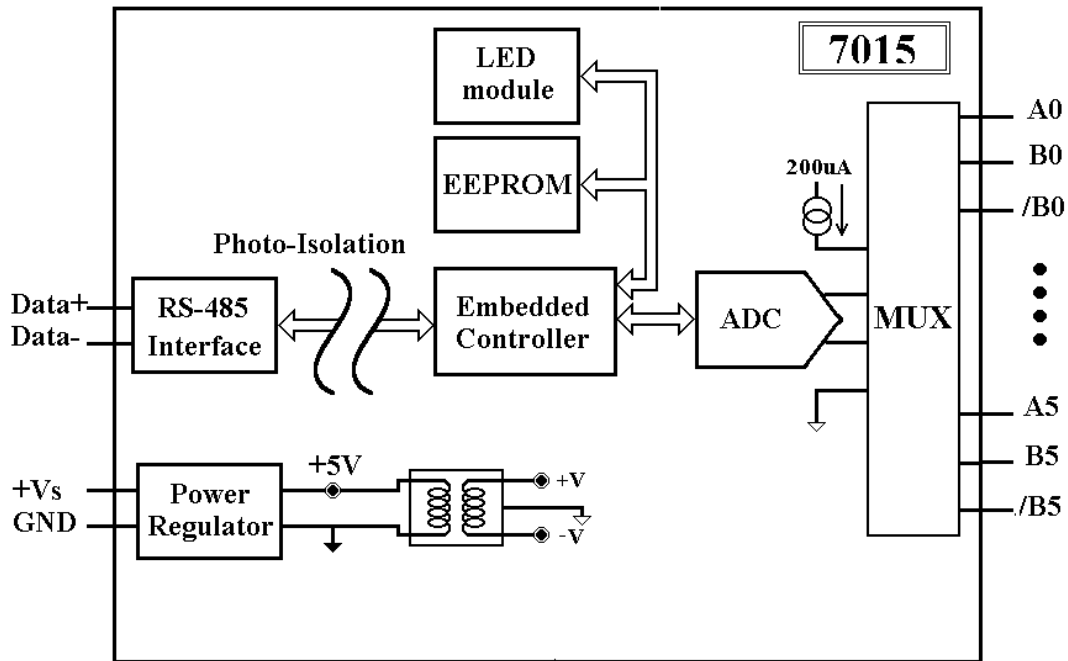 7015
LED
module
A0
B0
/B0
EEPROM
200uA
Photo-Isolation
Data+
Data-
RS-485
Interface
Embedded
Controller
ADC
MUX
A5
B5
/B5
+Vs
GND
Power
Regulator
+5V
+V
-V